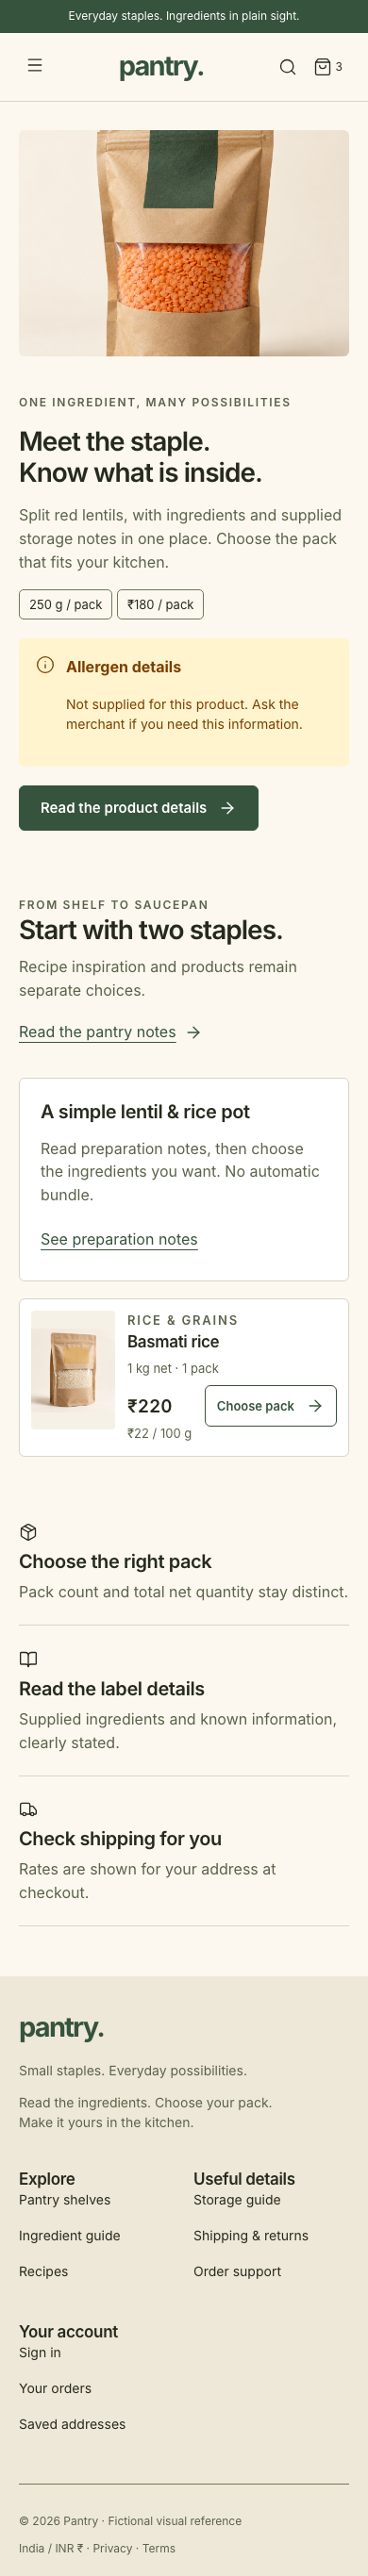 Everyday staples. Ingredients in plain sight.
pantry.
3
ONE INGREDIENT, MANY POSSIBILITIES
Meet the staple.
Know what is inside.
Split red lentils, with ingredients and supplied
storage notes in one place. Choose the pack
that fits your kitchen.
250 g / pack
₹180 / pack
Allergen details
Not supplied for this product. Ask the
merchant if you need this information.
Read the product details
FROM SHELF TO SAUCEPAN
Start with two staples.
Recipe inspiration and products remain
separate choices.
Read the pantry notes
A simple lentil & rice pot
Read preparation notes, then choose
the ingredients you want. No automatic
bundle.
See preparation notes
RICE & GRAINS
Basmati rice
1 kg net · 1 pack
₹220
Choose pack
₹22 / 100 g
Choose the right pack
Pack count and total net quantity stay distinct.
Read the label details
Supplied ingredients and known information,
clearly stated.
Check shipping for you
Rates are shown for your address at
checkout.
pantry.
Small staples. Everyday possibilities.
Read the ingredients. Choose your pack.
Make it yours in the kitchen.
Explore
Pantry shelves
Ingredient guide
Recipes
Useful details
Storage guide
Shipping & returns
Order support
Your account
Sign in
Your orders
Saved addresses
© 2026 Pantry · Fictional visual reference
India / INR ₹ · Privacy · Terms